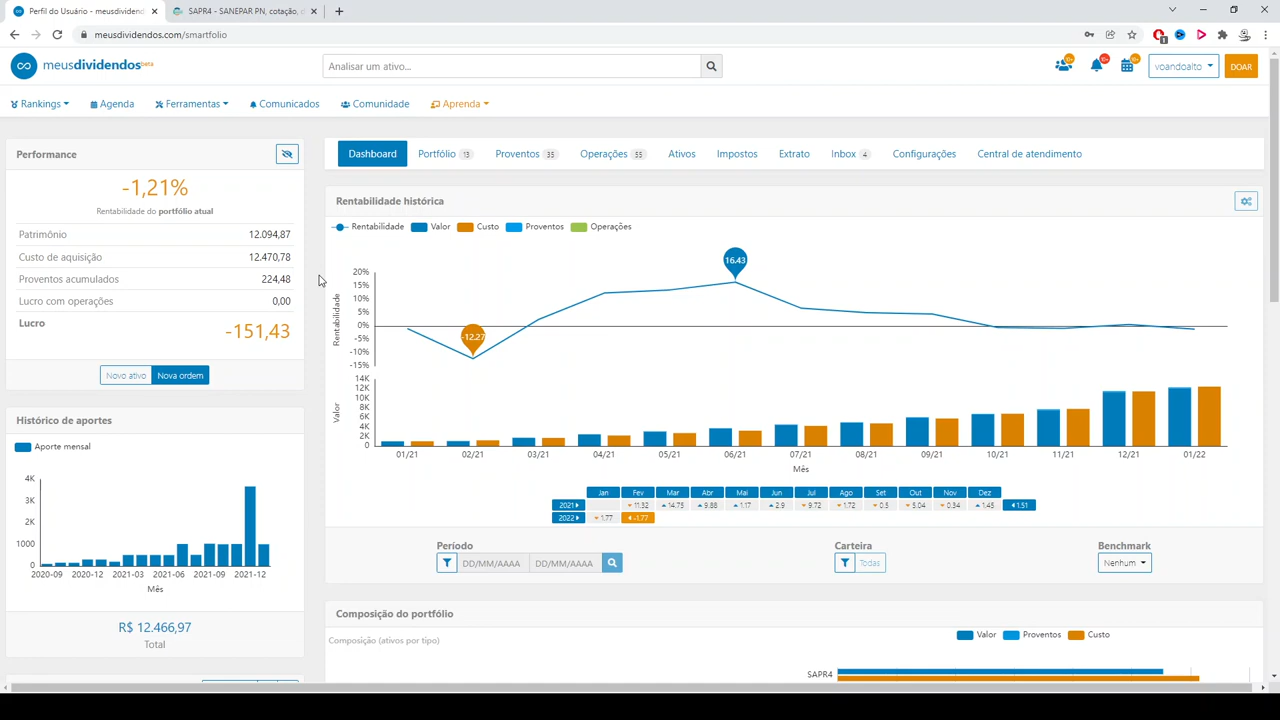 Perfil do Usuário - meusdividend
SAPR4 - SANEPAR PN, cotação, d
meusdividendos.com/smartfolio
meusdividendos beta
Analisar um ativo...
10+
10+
10+
voandoalto
DOAR
Rankings
Agenda
Ferramentas
Comunicados
Comunidade
Aprenda
Performance
-1,21%
Rentabilidade do portfólio atual
Patrimônio 12.094,87
Custo de aquisição 12.470,78
Proventos acumulados 224,48
Lucro com operações 0,00
Lucro -151,43
Novo ativo Nova ordem
Histórico de aportes
Aporte mensal
4K
3K
2K
1000
0
2020-09 2020-12 2021-03 2021-06 2021-09 2021-12
Mês
R$ 12.466,97
Total
Dashboard Portfólio 13 Proventos 35 Operações 55 Ativos Impostos Extrato Inbox 4 Configurações Central de atendimento
Rentabilidade histórica
Rentabilidade Valor Custo Proventos Operações
16.43
-12.27
Rentabilidade
20%
15%
10%
5%
0%
-5%
-10%
-15%
Valor
14K
12K
10K
8K
6K
4K
2K
0
01/21 02/21 03/21 04/21 05/21 06/21 07/21 08/21 09/21 10/21 11/21 12/21 01/22
Mês
Jan Fev Mar Abr Mai Jun Jul Ago Set Out Nov Dez
2021 11.32 14.75 9.88 1.17 2.9 9.72 1.72 0.5 5.04 0.34 1.45 1.51
2022 1.77 -1.77
Período
DD/MM/AAAA DD/MM/AAAA
Carteira
Todas
Benchmark
Nenhum
Composição do portfólio
Composição (ativos por tipo)
Valor Proventos Custo
SAPR4